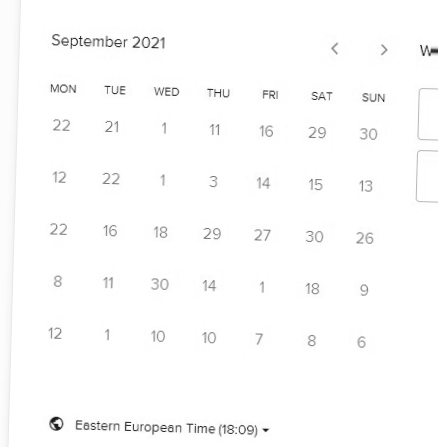 September 2021
MON TUE WED THU FRI SAT SUN
22 21 1 11 16 29 30
12 22 1 3 14 15 13
22 16 18 29 27 30 26
8 11 30 14 1 18 9
12 1 10 10 7 8 6
Eastern European Time (18:09)